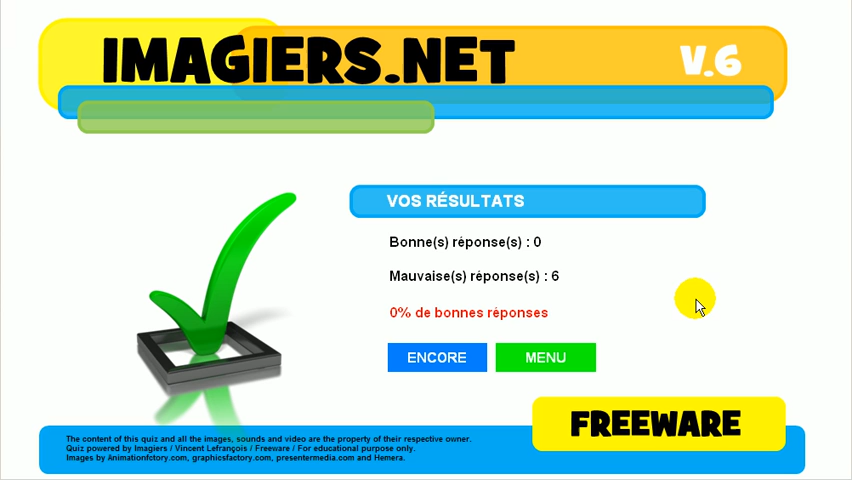 IMAGIERS.NET
V.6
VOS RÉSULTATS
Bonne(s) réponse(s) : 0
Mauvaise(s) réponse(s) : 6
0% de bonnes réponses
ENCORE
MENU
FREEWARE
The content of this quiz and all the images, sounds and video are the property of their respective owner.
Quiz powered by Imagiers / Vincent Lefrançois / Freeware / For educational purpose only.
Images by Animationfctory.com, graphicsfactory.com, presentermedia.com and Hemera.